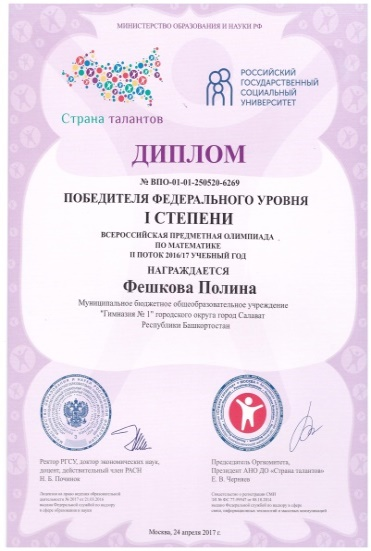 МИНИСТЕРСТВО ОБРАЗОВАНИЯ И НАУКИ РФ
Страна талантов
РОССИЙСКИЙ
ГОСУДАРСТВЕННЫЙ
СОЦИАЛЬНЫЙ
УНИВЕРСИТЕТ
ДИПЛОМ
№ ВПО-01-01-250520-6269
ПОБЕДИТЕЛЯ ФЕДЕРАЛЬНОГО УРОВНЯ
I СТЕПЕНИ
ВСЕРОССИЙСКАЯ ПРЕДМЕТНАЯ ОЛИМПИАДА
ПО МАТЕМАТИКЕ
II ПОТОК 2016/17 УЧЕБНЫЙ ГОД
НАГРАЖДАЕТСЯ
Фешкова Полина
Муниципальное бюджетное общеобразовательное учреждение
"Гимназия № 1" городского округа город Салават
Республики Башкортостан
Ректор РГСУ, доктор экономических наук,
доцент, действительный член РАЕН
Н. Б. Починок
Председатель Оргкомитета,
Президент АНО ДО «Страна талантов»
Е. В. Чернов
Москва, 24 апреля 2017 г.